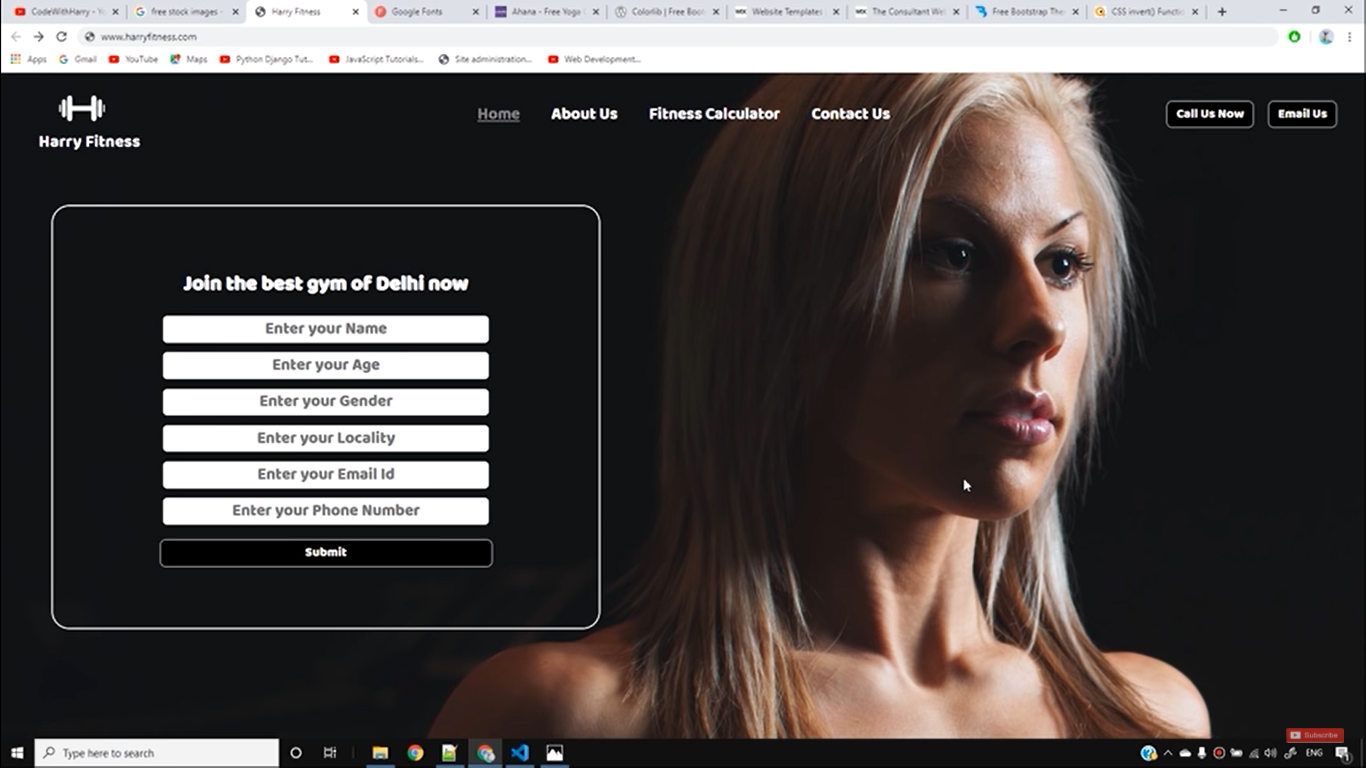 CodeWithHarry - Yo
free stock images -
Harry Fitness
Google Fonts
Ahana - Free Yoga
Colorlib | Free Boot
Website Templates
The Consultant We
Free Bootstrap The
CSS invert() Functi
www.harryfitness.com
Apps
Gmail
YouTube
Maps
Python Django Tut...
JavaScript Tutorials...
Site administration...
Web Development...
Harry Fitness
Home
About Us
Fitness Calculator
Contact Us
Call Us Now
Email Us
Join the best gym of Delhi now
Enter your Name
Enter your Age
Enter your Gender
Enter your Locality
Enter your Email Id
Enter your Phone Number
Submit
Subscribe
Type here to search
ENG